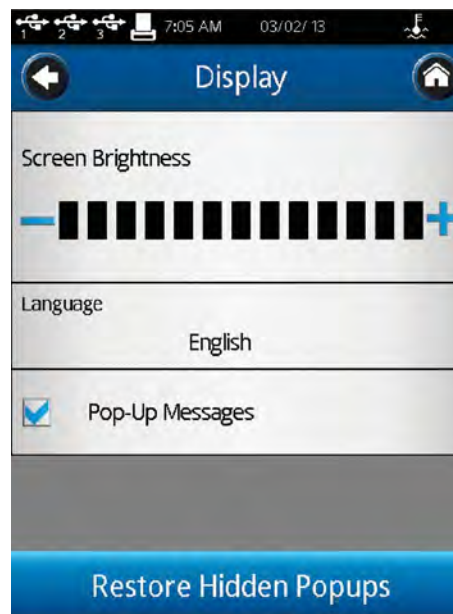 1 2 3 7:05 AM 03/02/13
Display
Screen Brightness
Language
English
Pop-Up Messages
Restore Hidden Popups